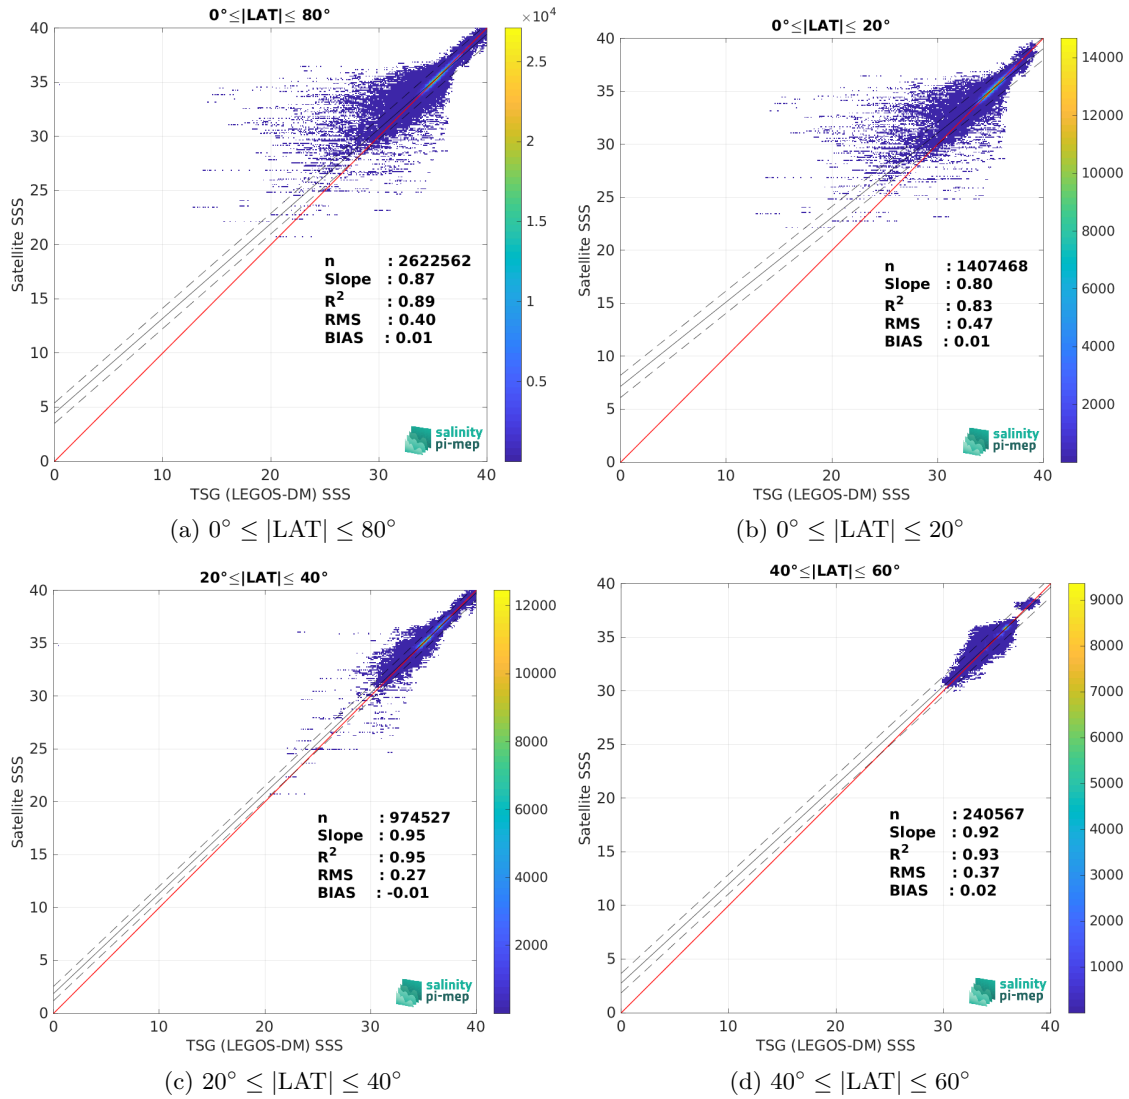 0°≤|LAT|≤ 80°
×10⁴
40
35
30
25
20
15
10
5
0
Satellite SSS
0 10 20 30 40
TSG (LEGOS-DM) SSS
n : 2622562
Slope : 0.87
R² : 0.89
RMS : 0.40
BIAS : 0.01
salinity
pi-mep
2.5
2
1.5
1
0.5
(a) 0° ≤ |LAT| ≤ 80°
0°≤|LAT|≤ 20°
40
35
30
25
20
15
10
5
0
Satellite SSS
0 10 20 30 40
TSG (LEGOS-DM) SSS
n : 1407468
Slope : 0.80
R² : 0.83
RMS : 0.47
BIAS : 0.01
salinity
pi-mep
14000
12000
10000
8000
6000
4000
2000
(b) 0° ≤ |LAT| ≤ 20°
20°≤|LAT|≤ 40°
40
35
30
25
20
15
10
5
0
Satellite SSS
0 10 20 30 40
TSG (LEGOS-DM) SSS
n : 974527
Slope : 0.95
R² : 0.95
RMS : 0.27
BIAS : -0.01
salinity
pi-mep
12000
10000
8000
6000
4000
2000
(c) 20° ≤ |LAT| ≤ 40°
40°≤|LAT|≤ 60°
40
35
30
25
20
15
10
5
0
Satellite SSS
0 10 20 30 40
TSG (LEGOS-DM) SSS
n : 240567
Slope : 0.92
R² : 0.93
RMS : 0.37
BIAS : 0.02
salinity
pi-mep
9000
8000
7000
6000
5000
4000
3000
2000
1000
(d) 40° ≤ |LAT| ≤ 60°